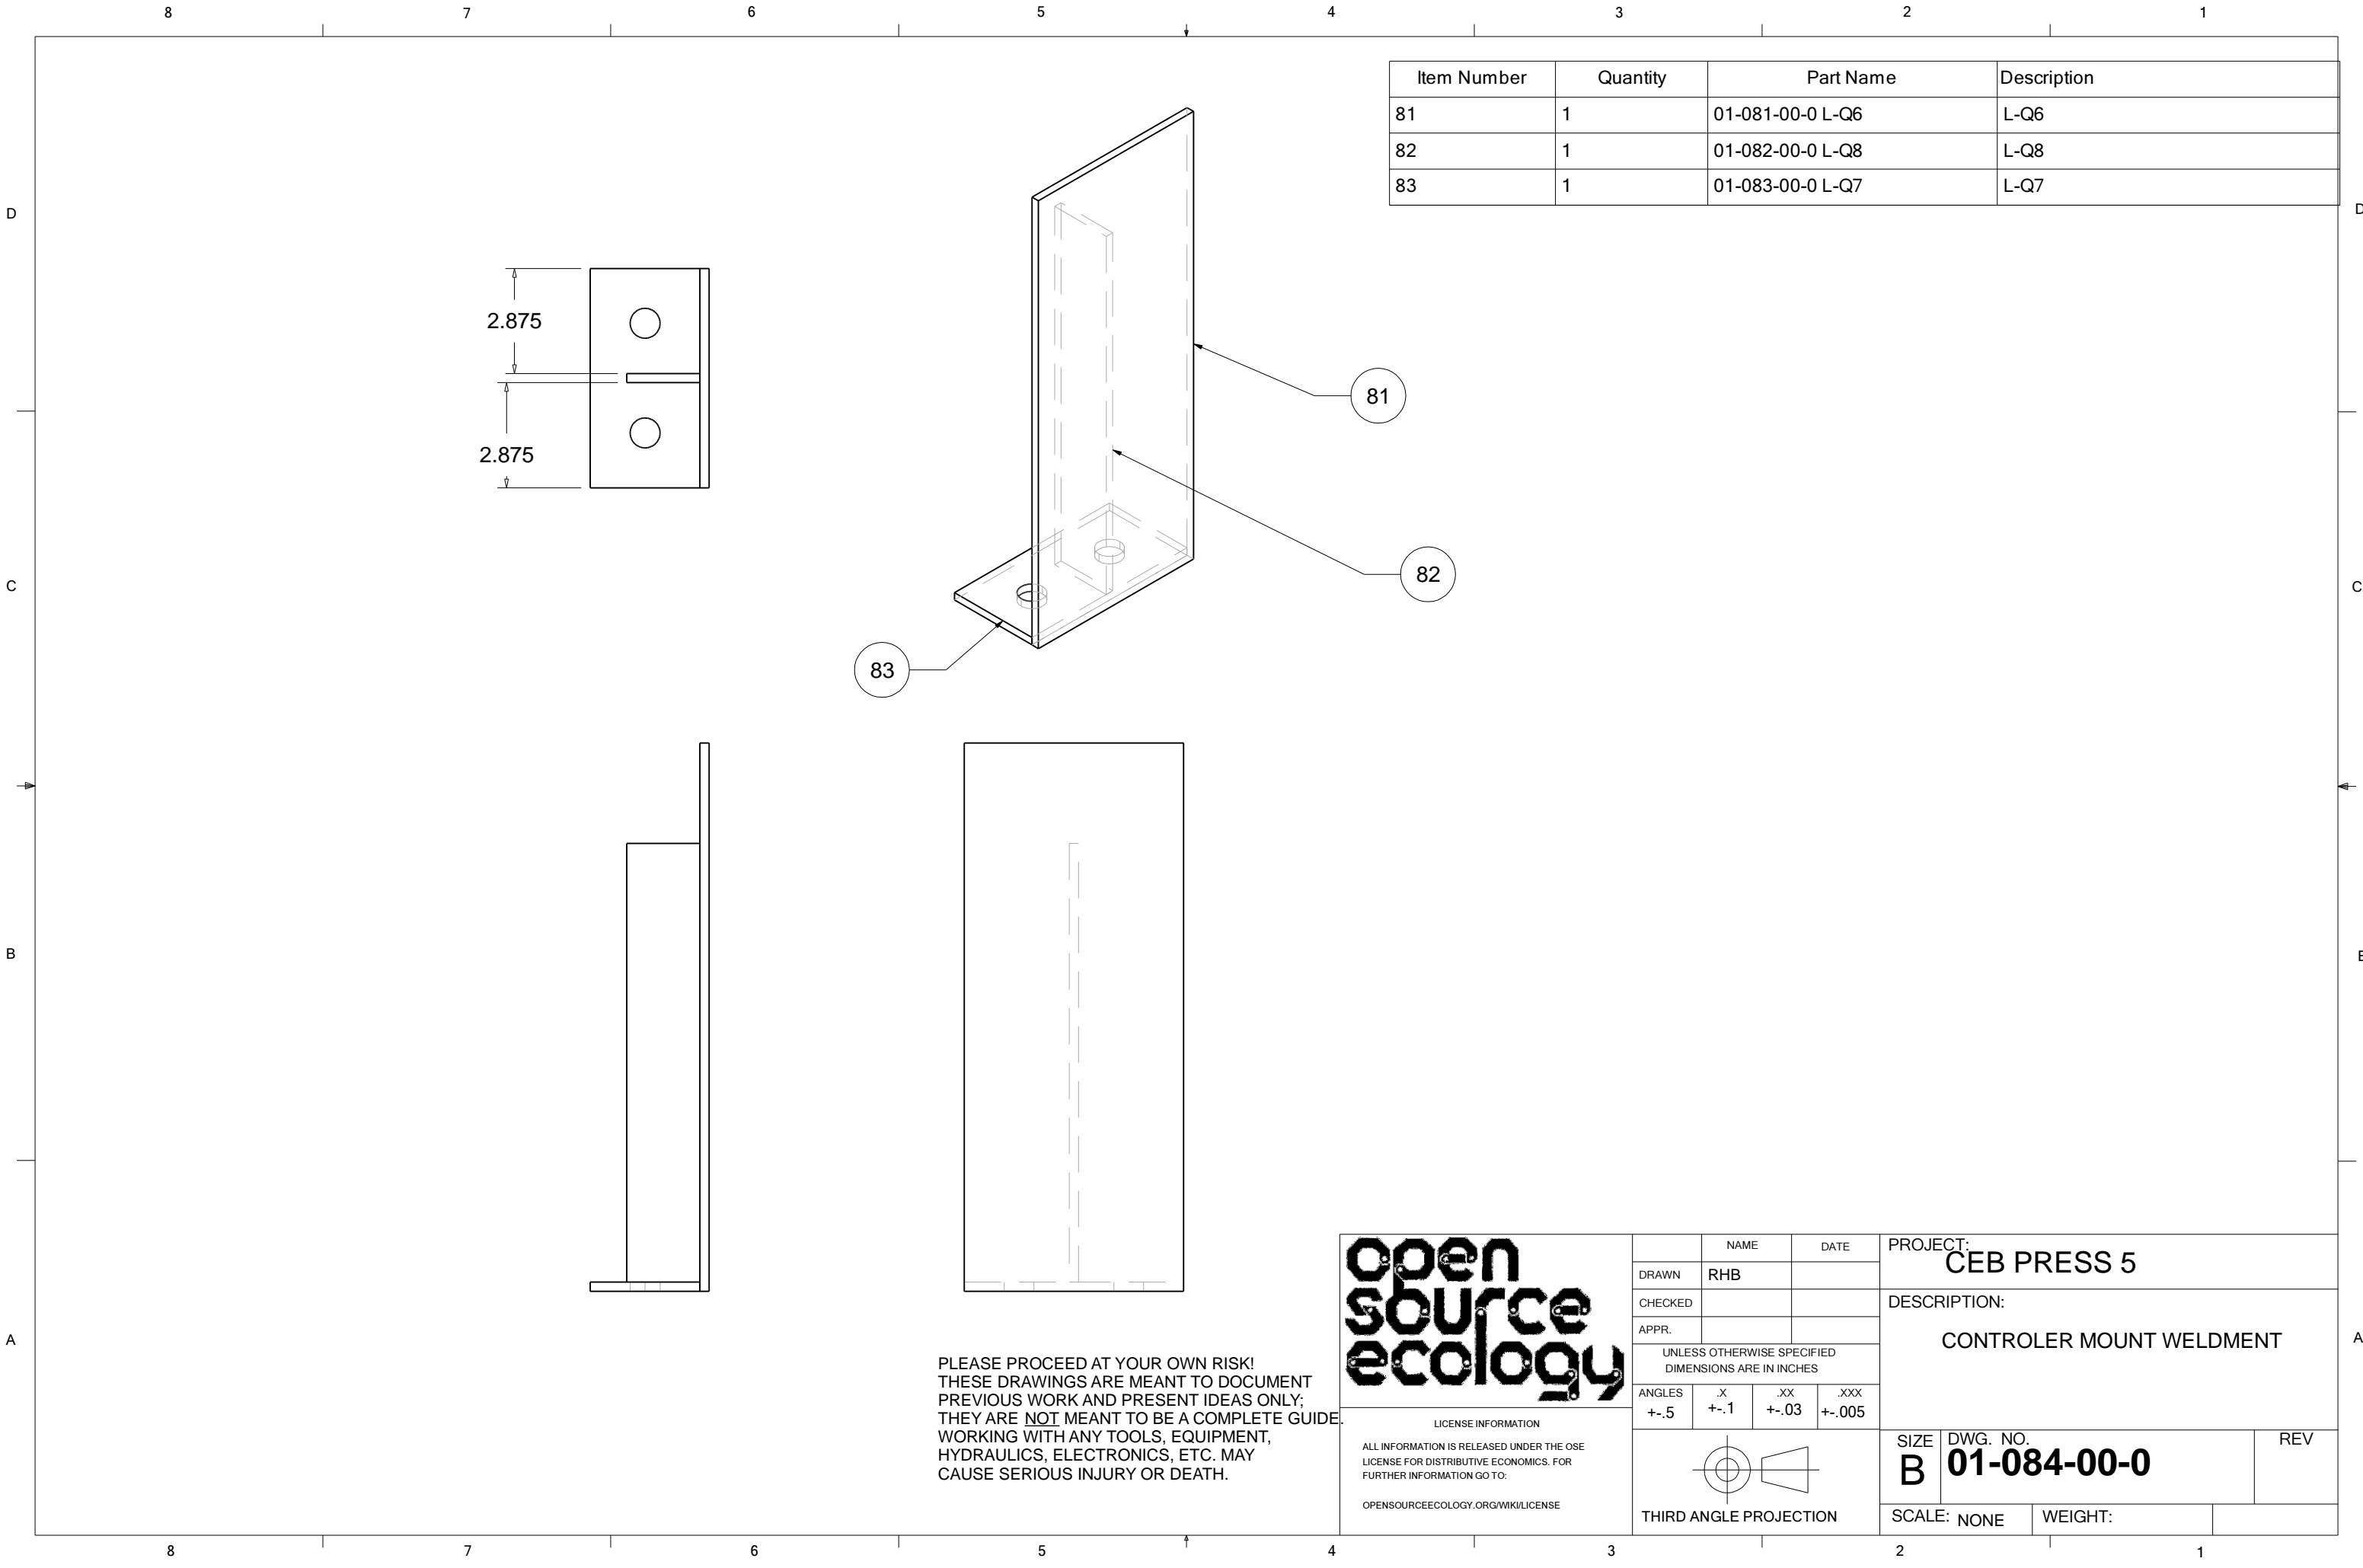 8 7 6 5 4 3 2 1
Item Number Quantity Part Name Description
81 1 01-081-00-0 L-Q6 L-Q6
82 1 01-082-00-0 L-Q8 L-Q8
83 1 01-083-00-0 L-Q7 L-Q7
D D
2.875
81
2.875
82
C C
83
B B
A A
PLEASE PROCEED AT YOUR OWN RISK!
THESE DRAWINGS ARE MEANT TO DOCUMENT
PREVIOUS WORK AND PRESENT IDEAS ONLY;
THEY ARE NOT MEANT TO BE A COMPLETE GUIDE.
WORKING WITH ANY TOOLS, EQUIPMENT,
HYDRAULICS, ELECTRONICS, ETC. MAY
CAUSE SERIOUS INJURY OR DEATH.
open
source
ecology
LICENSE INFORMATION
ALL INFORMATION IS RELEASED UNDER THE OSE
LICENSE FOR DISTRIBUTIVE ECONOMICS. FOR
FURTHER INFORMATION GO TO:
OPENSOURCEECOLOGY.ORG/WIKI/LICENSE
NAME DATE
DRAWN RHB
CHECKED
APPR.
UNLESS OTHERWISE SPECIFIED
DIMENSIONS ARE IN INCHES
ANGLES .X .XX .XXX
+-.5 +-.1 +-.03 +-.005
THIRD ANGLE PROJECTION
PROJECT:
CEB PRESS 5
DESCRIPTION:
CONTROLER MOUNT WELDMENT
SIZE DWG. NO. REV
B 01-084-00-0
SCALE: NONE WEIGHT:
8 7 6 5 4 3 2 1